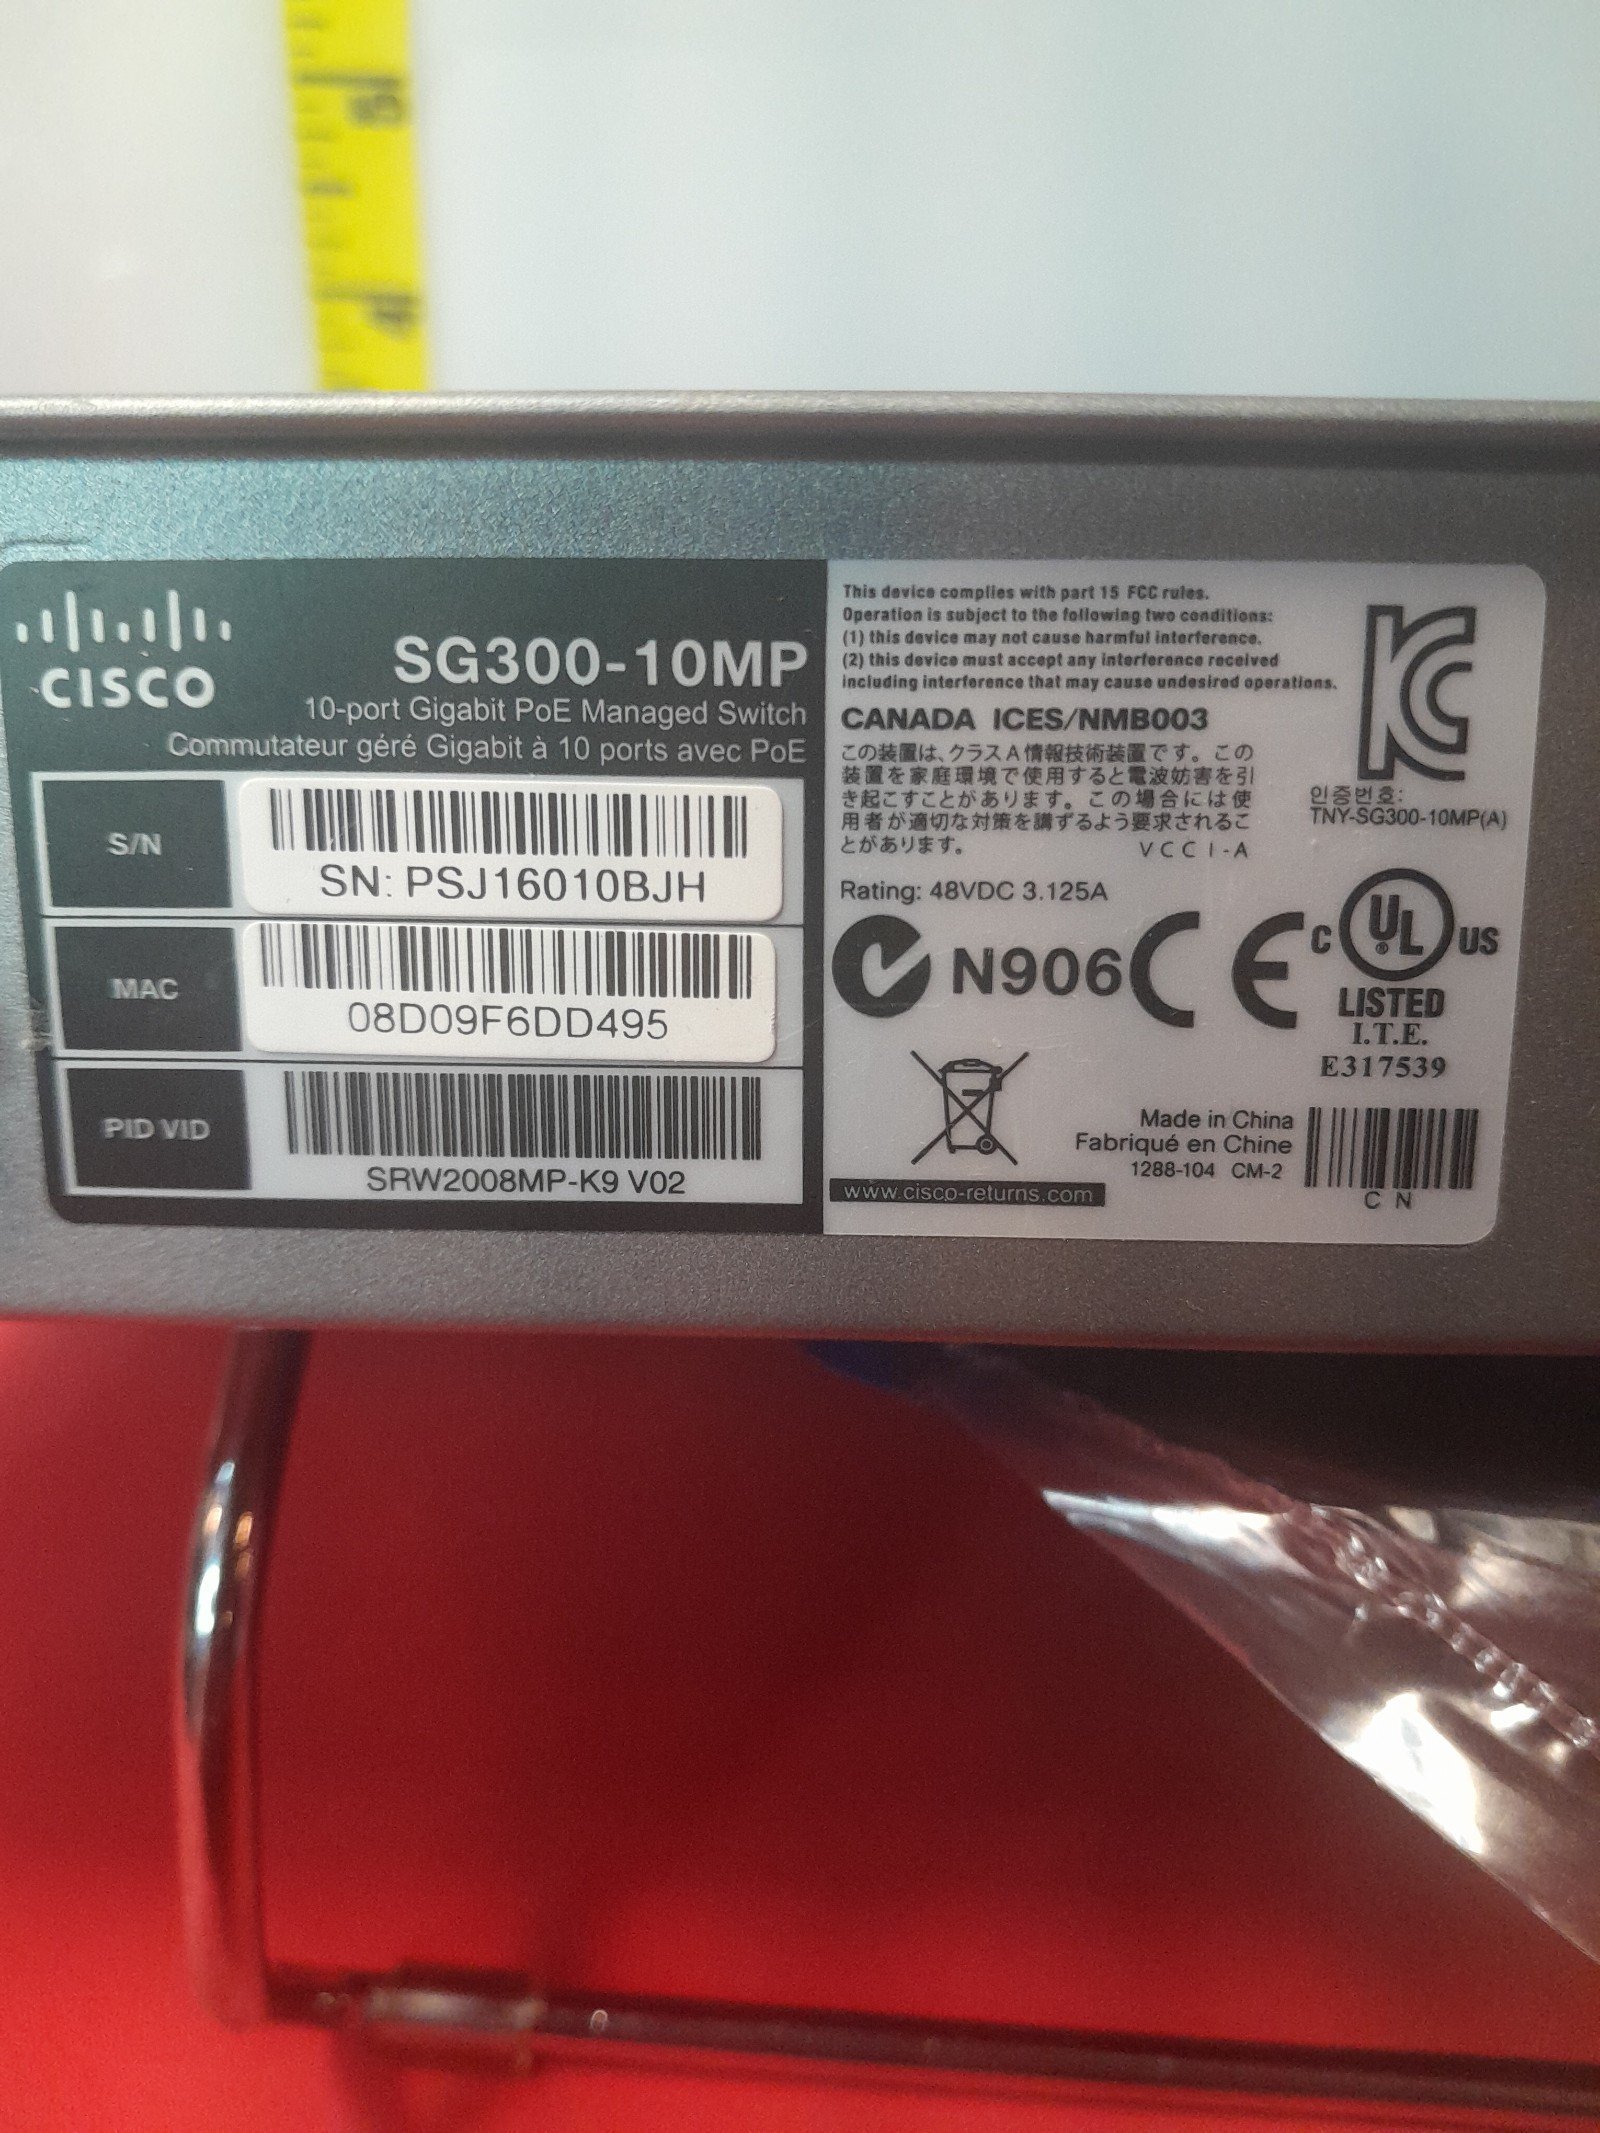 5
4
CISCO
SG300-10MP
10-port Gigabit PoE Managed Switch
Commutateur géré Gigabit à 10 ports avec PoE
S/N
SN: PSJ16010BJH
MAC
08D09F6DD495
PID VID
SRW2008MP-K9 V02
This device complies with part 15 FCC rules.
Operation is subject to the following two conditions:
(1) this device may not cause harmful interference.
(2) this device must accept any interference received
including interference that may cause undesired operations.
CANADA ICES/NMB003
この装置は、クラスA情報技術装置です。この
装置を家庭環境で使用すると電波妨害を引
き起こすことがあります。この場合には使
用者が適切な対策を講ずるよう要求されるこ
とがあります。 VCCI-A
KC
인증번호:
TNY-SG300-10MP(A)
Rating: 48VDC 3.125A
N906
CE
C UL US
LISTED
I.T.E.
E317539
Made in China
Fabriqué en Chine
1288-104 CM-2
CN
www.cisco-returns.com